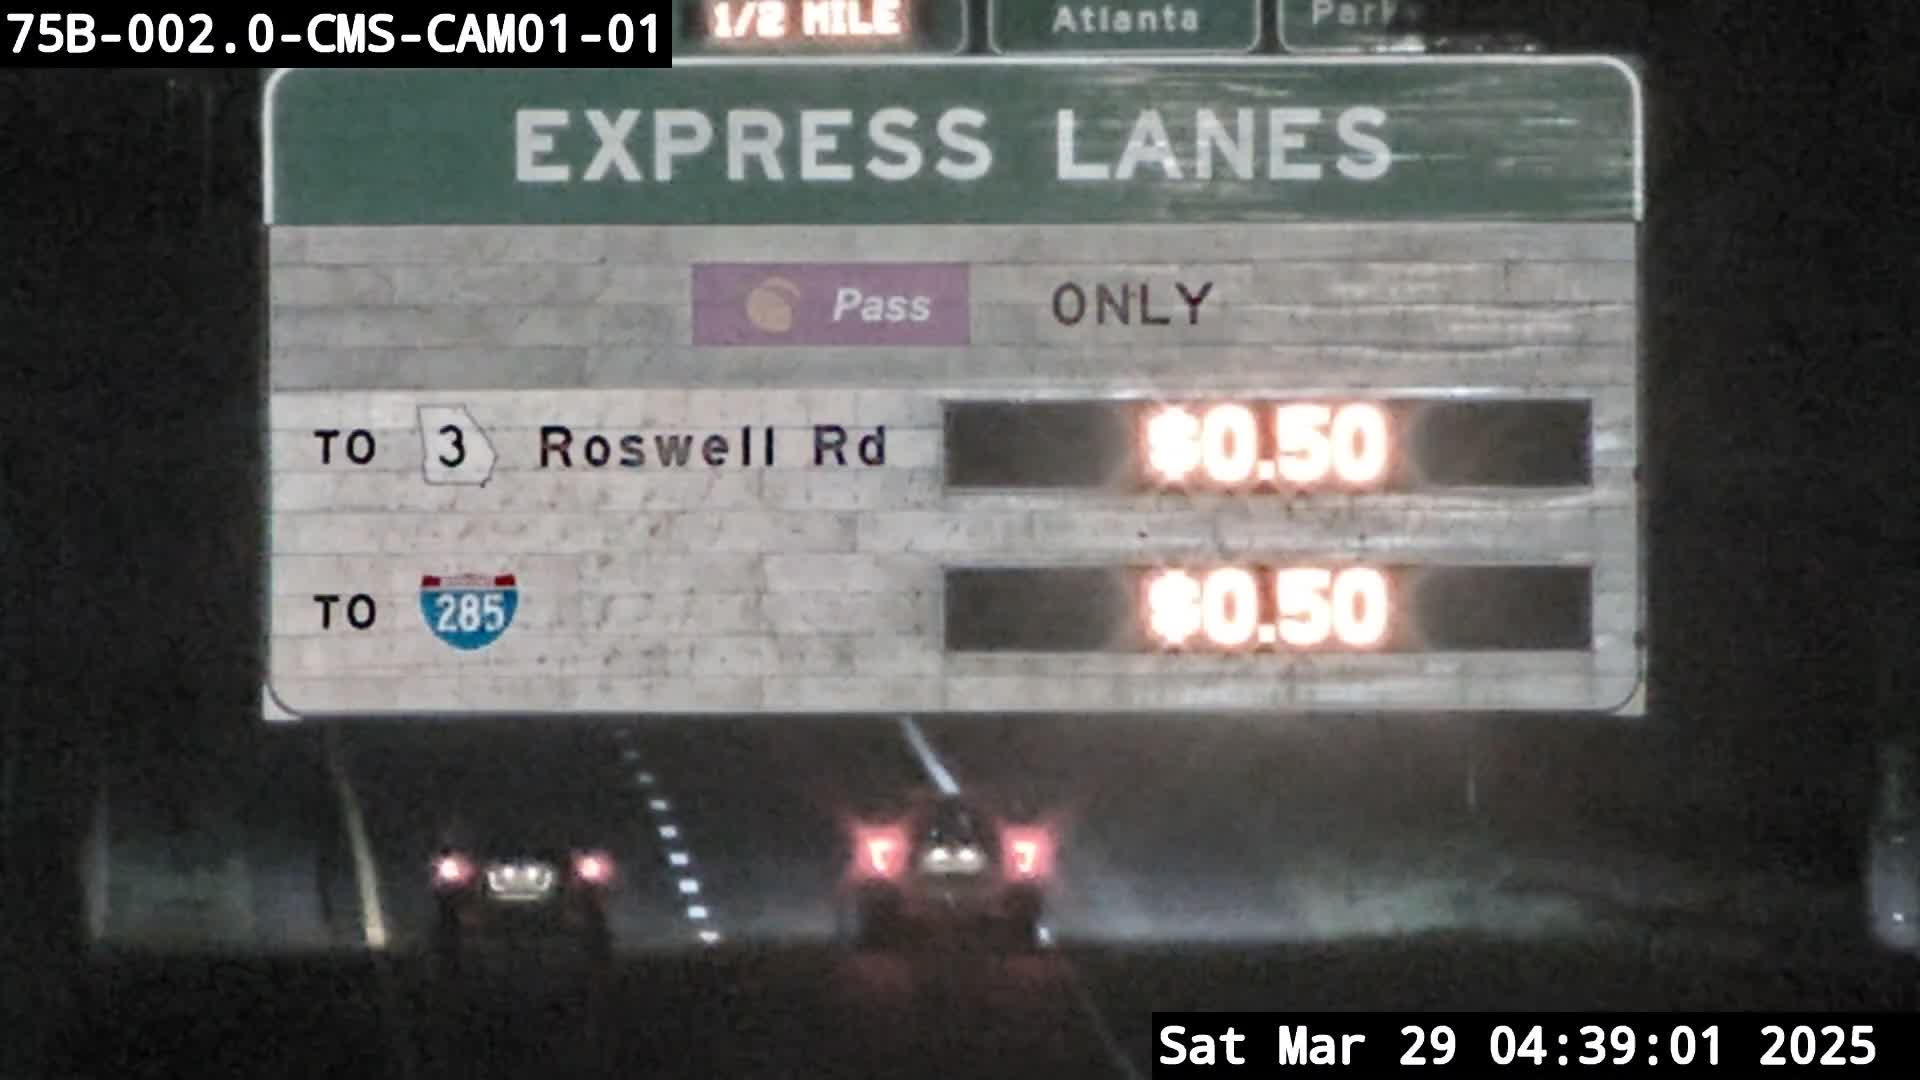 75B-002.0-CMS-CAM01-01
1/2 MILE
Atlanta
EXPRESS LANES
Pass ONLY
TO 3 Roswell Rd $0.50
TO 285 $0.50
Sat Mar 29 04:39:01 2025